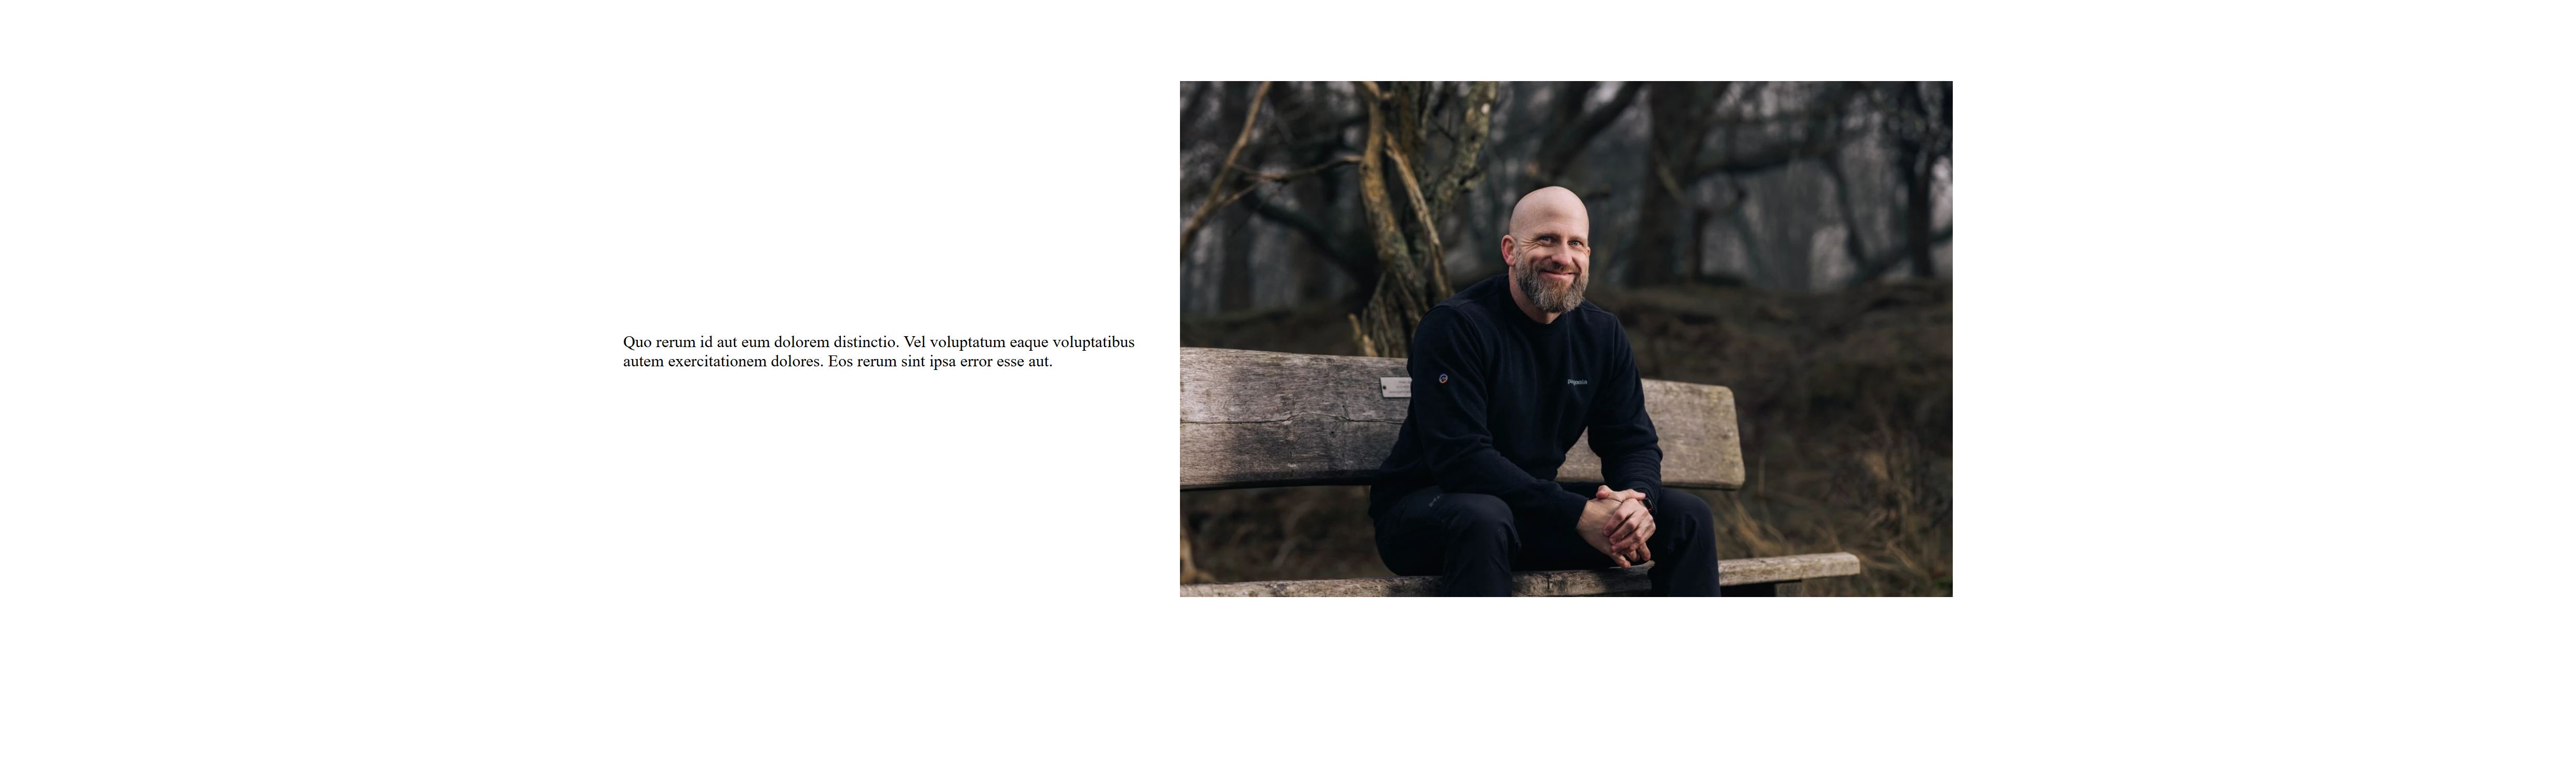 Quo rerum id aut eum dolorem distinctio. Vel voluptatum eaque voluptatibus
autem exercitationem dolores. Eos rerum sint ipsa error esse aut.